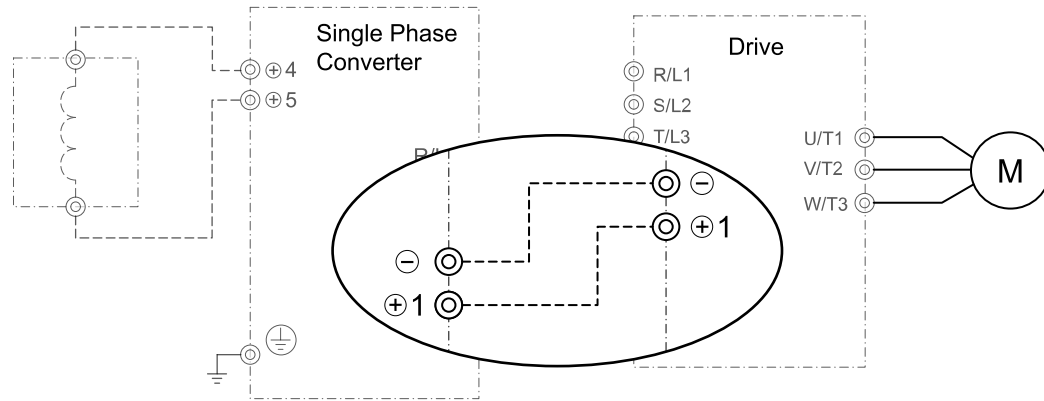 Single Phase
Converter
Drive
⊕4
⊕5
R/L1
S/L2
T/L3
U/T1
V/T2
W/T3
M
⊖
⊕1
⊖
⊕1